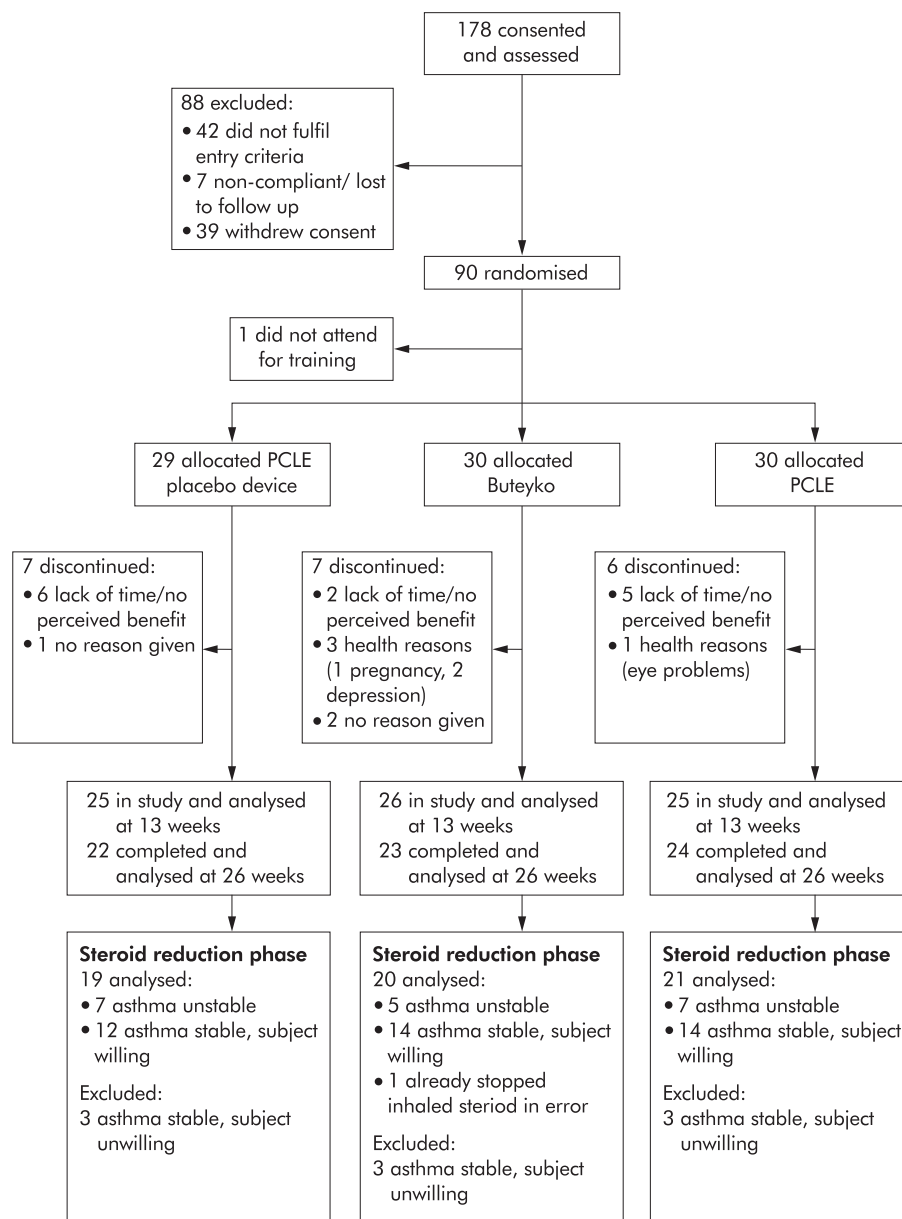 178 consented
and assessed
88 excluded:
• 42 did not fulfil
entry criteria
• 7 non-compliant/ lost
to follow up
• 39 withdrew consent
90 randomised
1 did not attend
for training
29 allocated PCLE
placebo device
30 allocated
Buteyko
30 allocated
PCLE
7 discontinued:
• 6 lack of time/no
perceived benefit
• 1 no reason given
7 discontinued:
• 2 lack of time/no
perceived benefit
• 3 health reasons
(1 pregnancy, 2
depression)
• 2 no reason given
6 discontinued:
• 5 lack of time/no
perceived benefit
• 1 health reasons
(eye problems)
25 in study and analysed
at 13 weeks
22 completed and
analysed at 26 weeks
26 in study and analysed
at 13 weeks
23 completed and
analysed at 26 weeks
25 in study and analysed
at 13 weeks
24 completed and
analysed at 26 weeks
Steroid reduction phase
19 analysed:
• 7 asthma unstable
• 12 asthma stable, subject
willing
Excluded:
3 asthma stable, subject
unwilling
Steroid reduction phase
20 analysed:
• 5 asthma unstable
• 14 asthma stable, subject
willing
• 1 already stopped
inhaled steriod in error
Excluded:
3 asthma stable, subject
unwilling
Steroid reduction phase
21 analysed:
• 7 asthma unstable
• 14 asthma stable, subject
willing
Excluded:
3 asthma stable, subject
unwilling